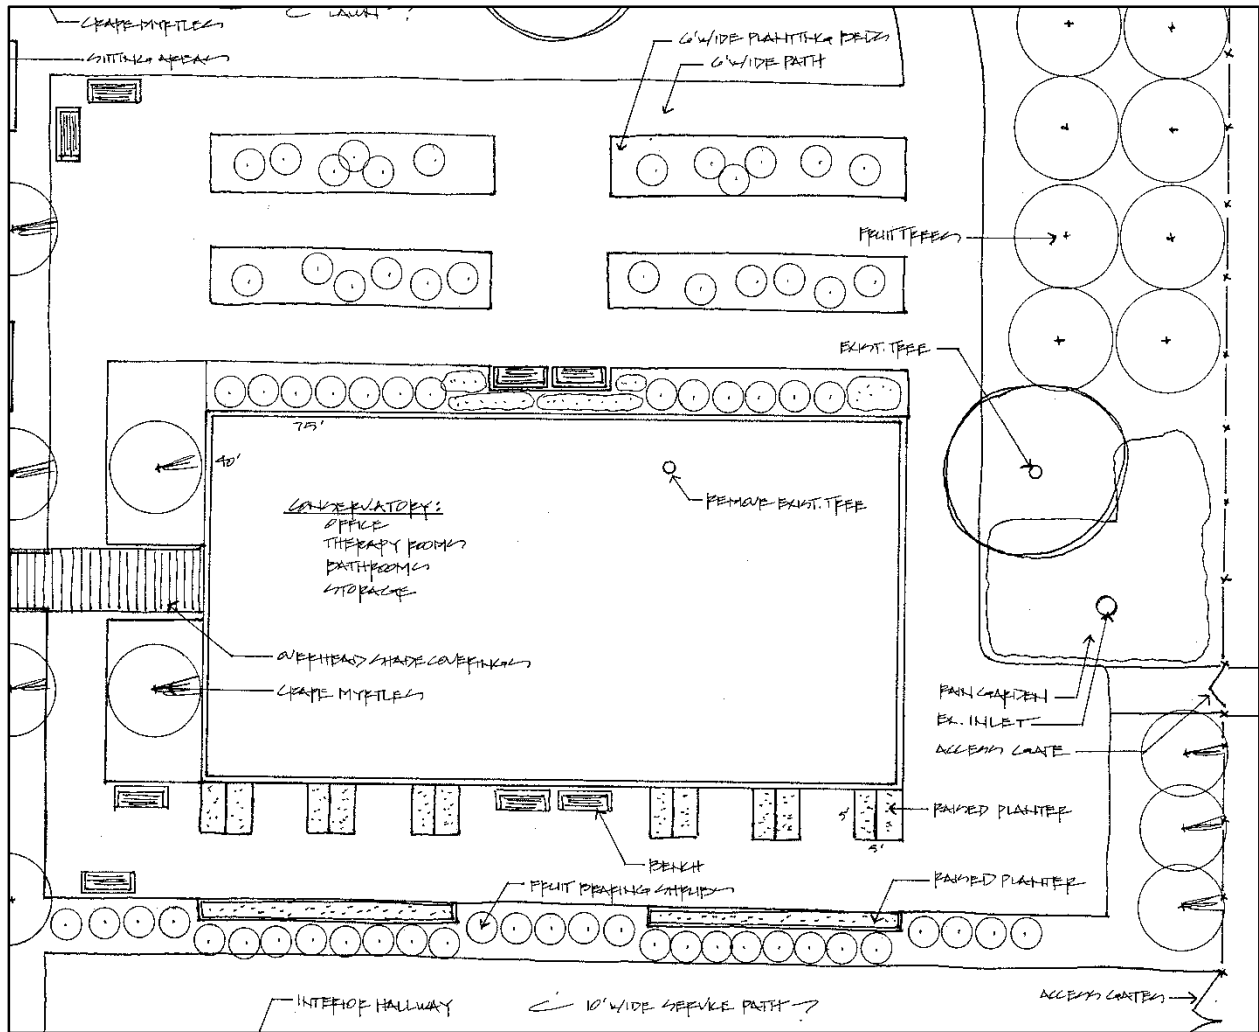 LAWN
CRAPE MYRTLES
SITTING AREAS
6' WIDE PLANTING BEDS
6' WIDE PATH
FRUIT TREES
EXIST. TREE
75'
40'
REMOVE EXIST. TREE
CONSERVATORY:
OFFICE
THERAPY ROOMS
BATHROOMS
STORAGE
OVERHEAD SHADE COVERINGS
CRAPE MYRTLES
RAIN GARDEN
EX. INLET
ACCESS GATE
RAISED PLANTER
5'
5'
BENCH
FRUIT BEARING SHRUBS
RAISED PLANTER
INTERIOR HALLWAY
10' WIDE SERVICE PATH
ACCESS GATES